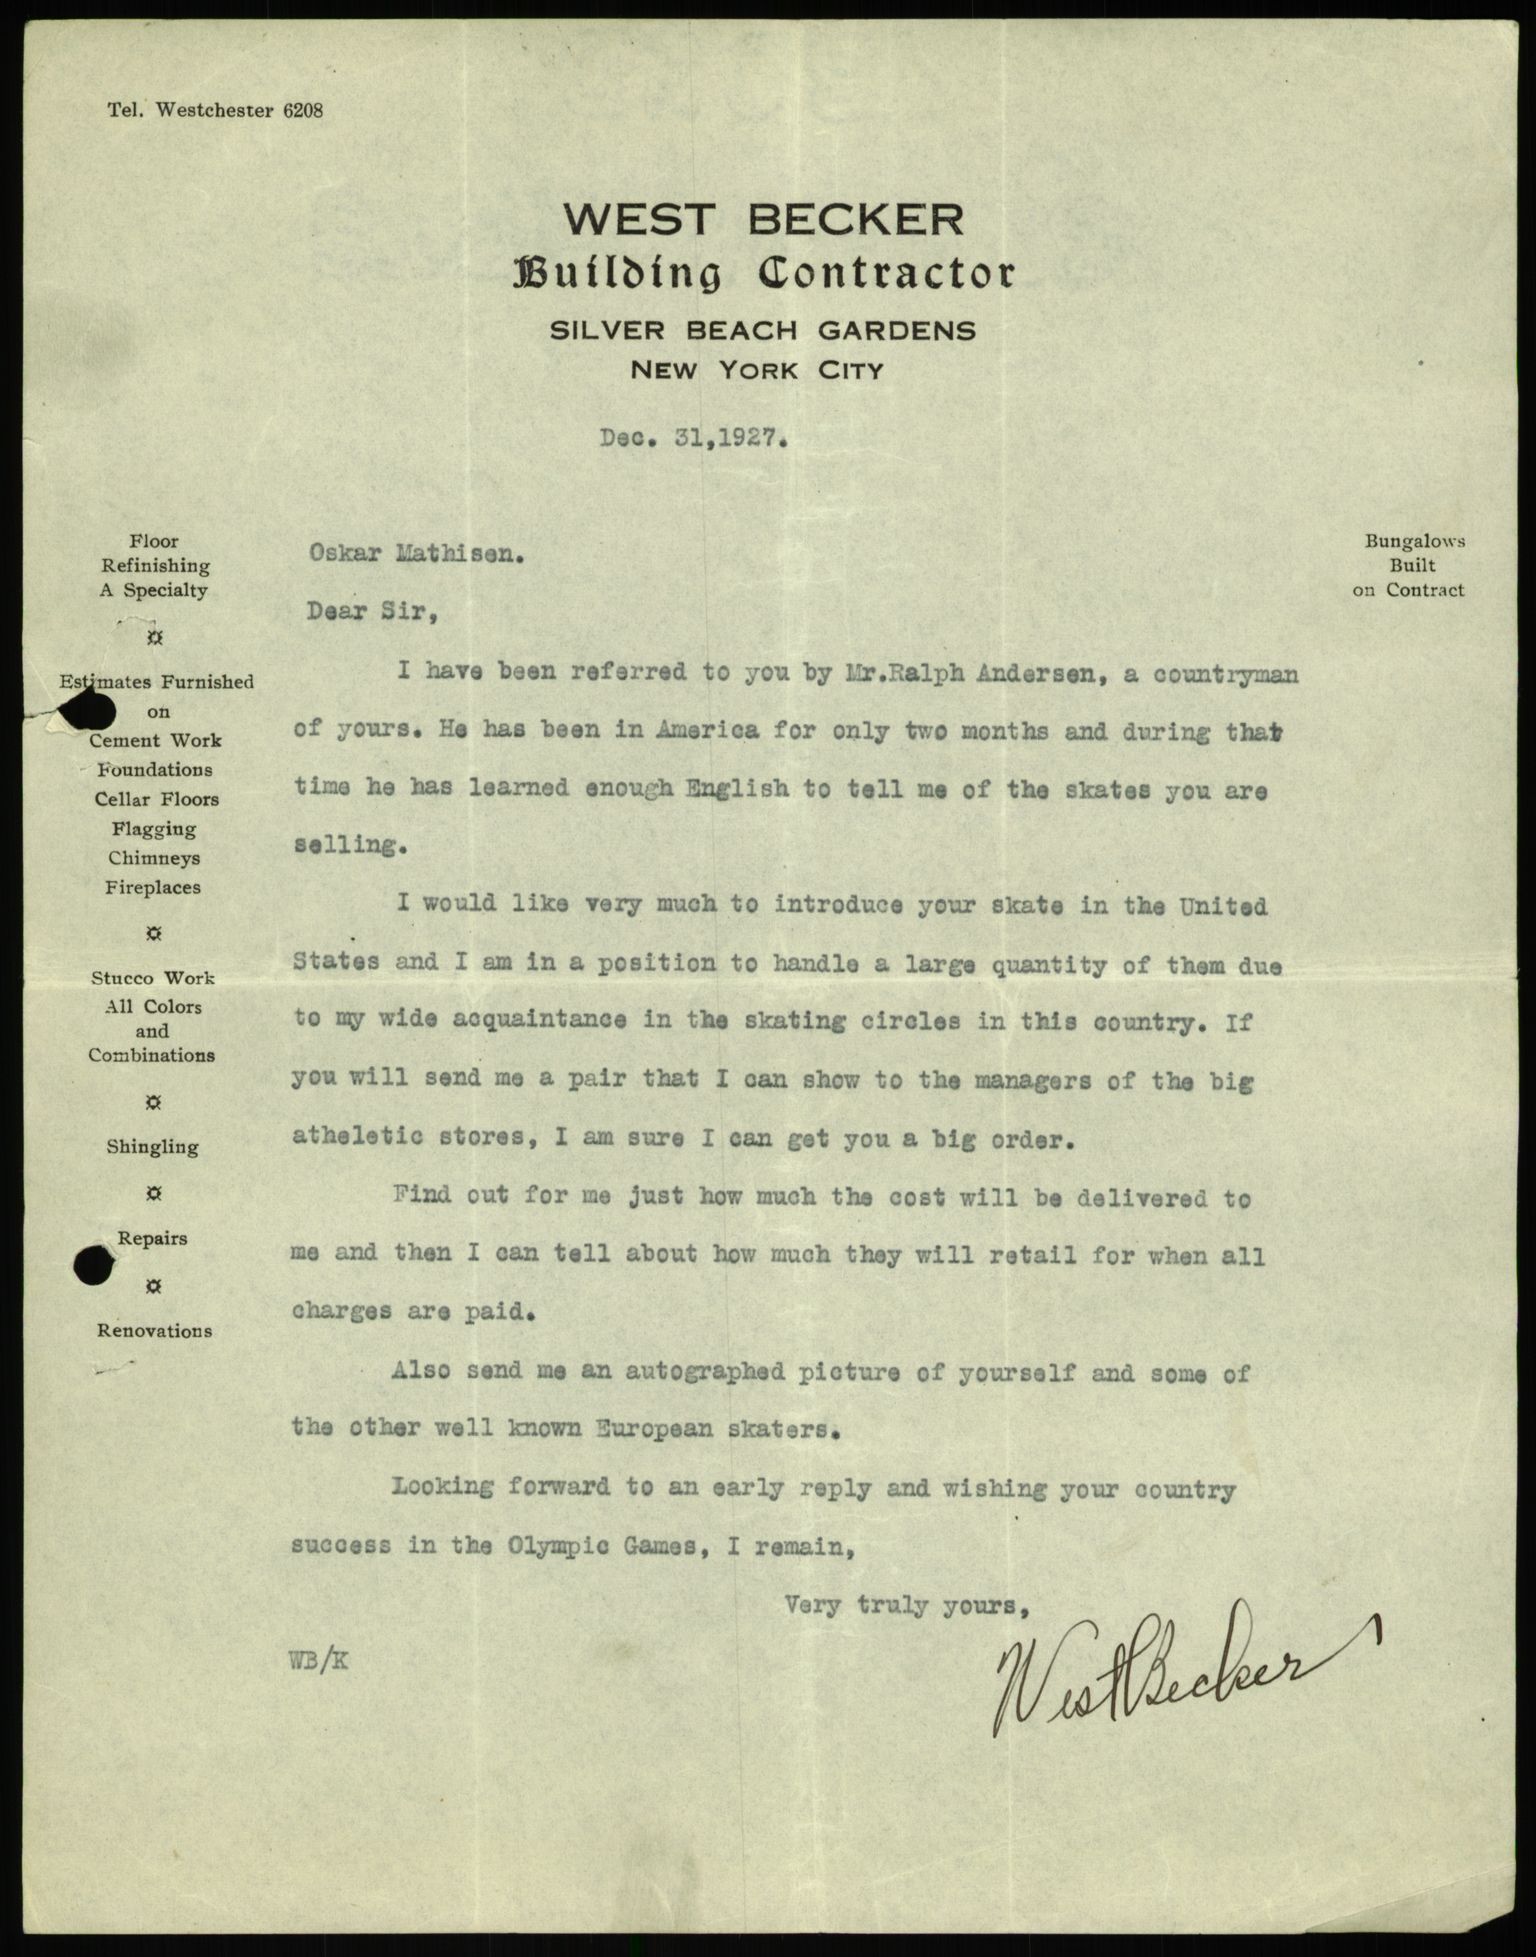 Tel. Westchester 6208
WEST BECKER
Building Contractor
SILVER BEACH GARDENS
NEW YORK CITY
Dec. 31,1927.
Floor
Refinishing
A Specialty
¤
Estimates Furnished
on
Cement Work
Foundations
Cellar Floors
Flagging
Chimneys
Fireplaces
¤
Stucco Work
All Colors
and
Combinations
¤
Shingling
¤
Repairs
¤
Renovations
Bungalows
Built
on Contract
Oskar Mathisen.
Dear Sir,
I have been referred to you by Mr.Ralph Andersen, a countryman
of yours. He has been in America for only two months and during that
time he has learned enough English to tell me of the skates you are
selling.
I would like very much to introduce your skate in the United
States and I am in a position to handle a large quantity of them due
to my wide acquaintance in the skating circles in this country. If
you will send me a pair that I can show to the managers of the big
atheletic stores, I am sure I can get you a big order.
Find out for me just how much the cost will be delivered to
me and then I can tell about how much they will retail for when all
charges are paid.
Also send me an autographed picture of yourself and some of
the other well known European skaters.
Looking forward to an early reply and wishing your country
success in the Olympic Games, I remain,
Very truly yours,
West Becker
WB/K